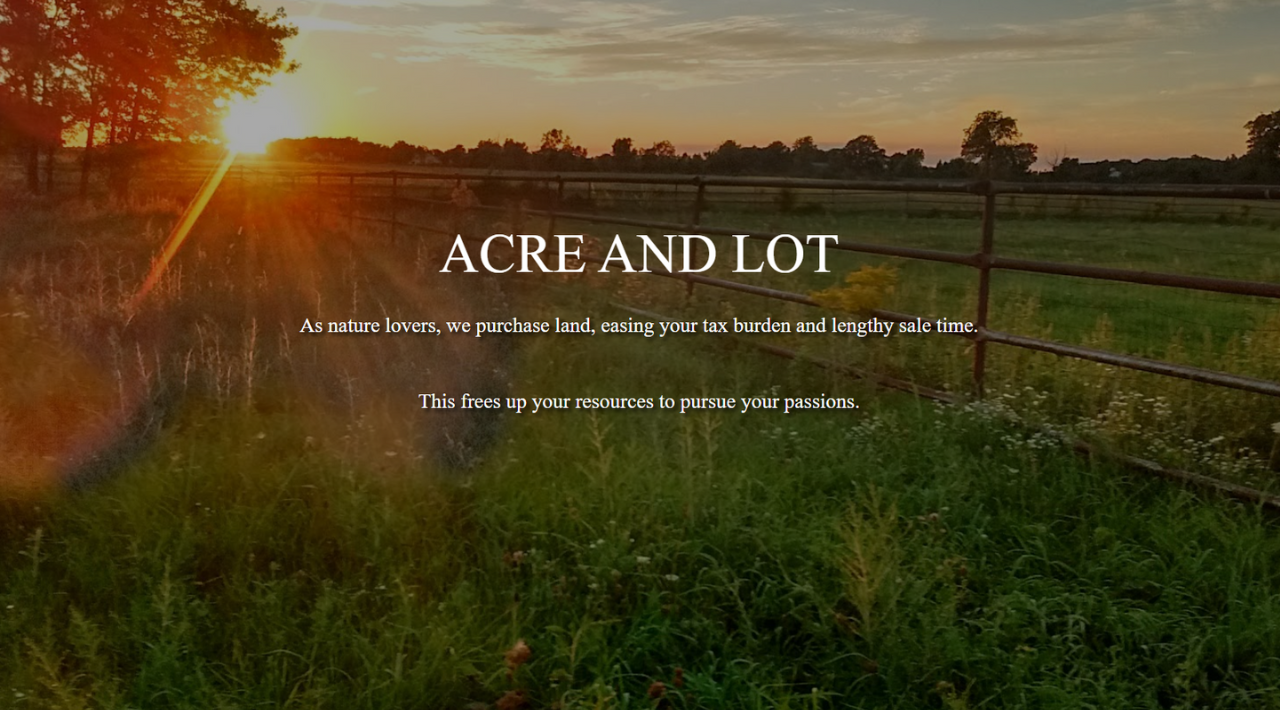 ACRE AND LOT
As nature lovers, we purchase land, easing your tax burden and lengthy sale time.
This frees up your resources to pursue your passions.